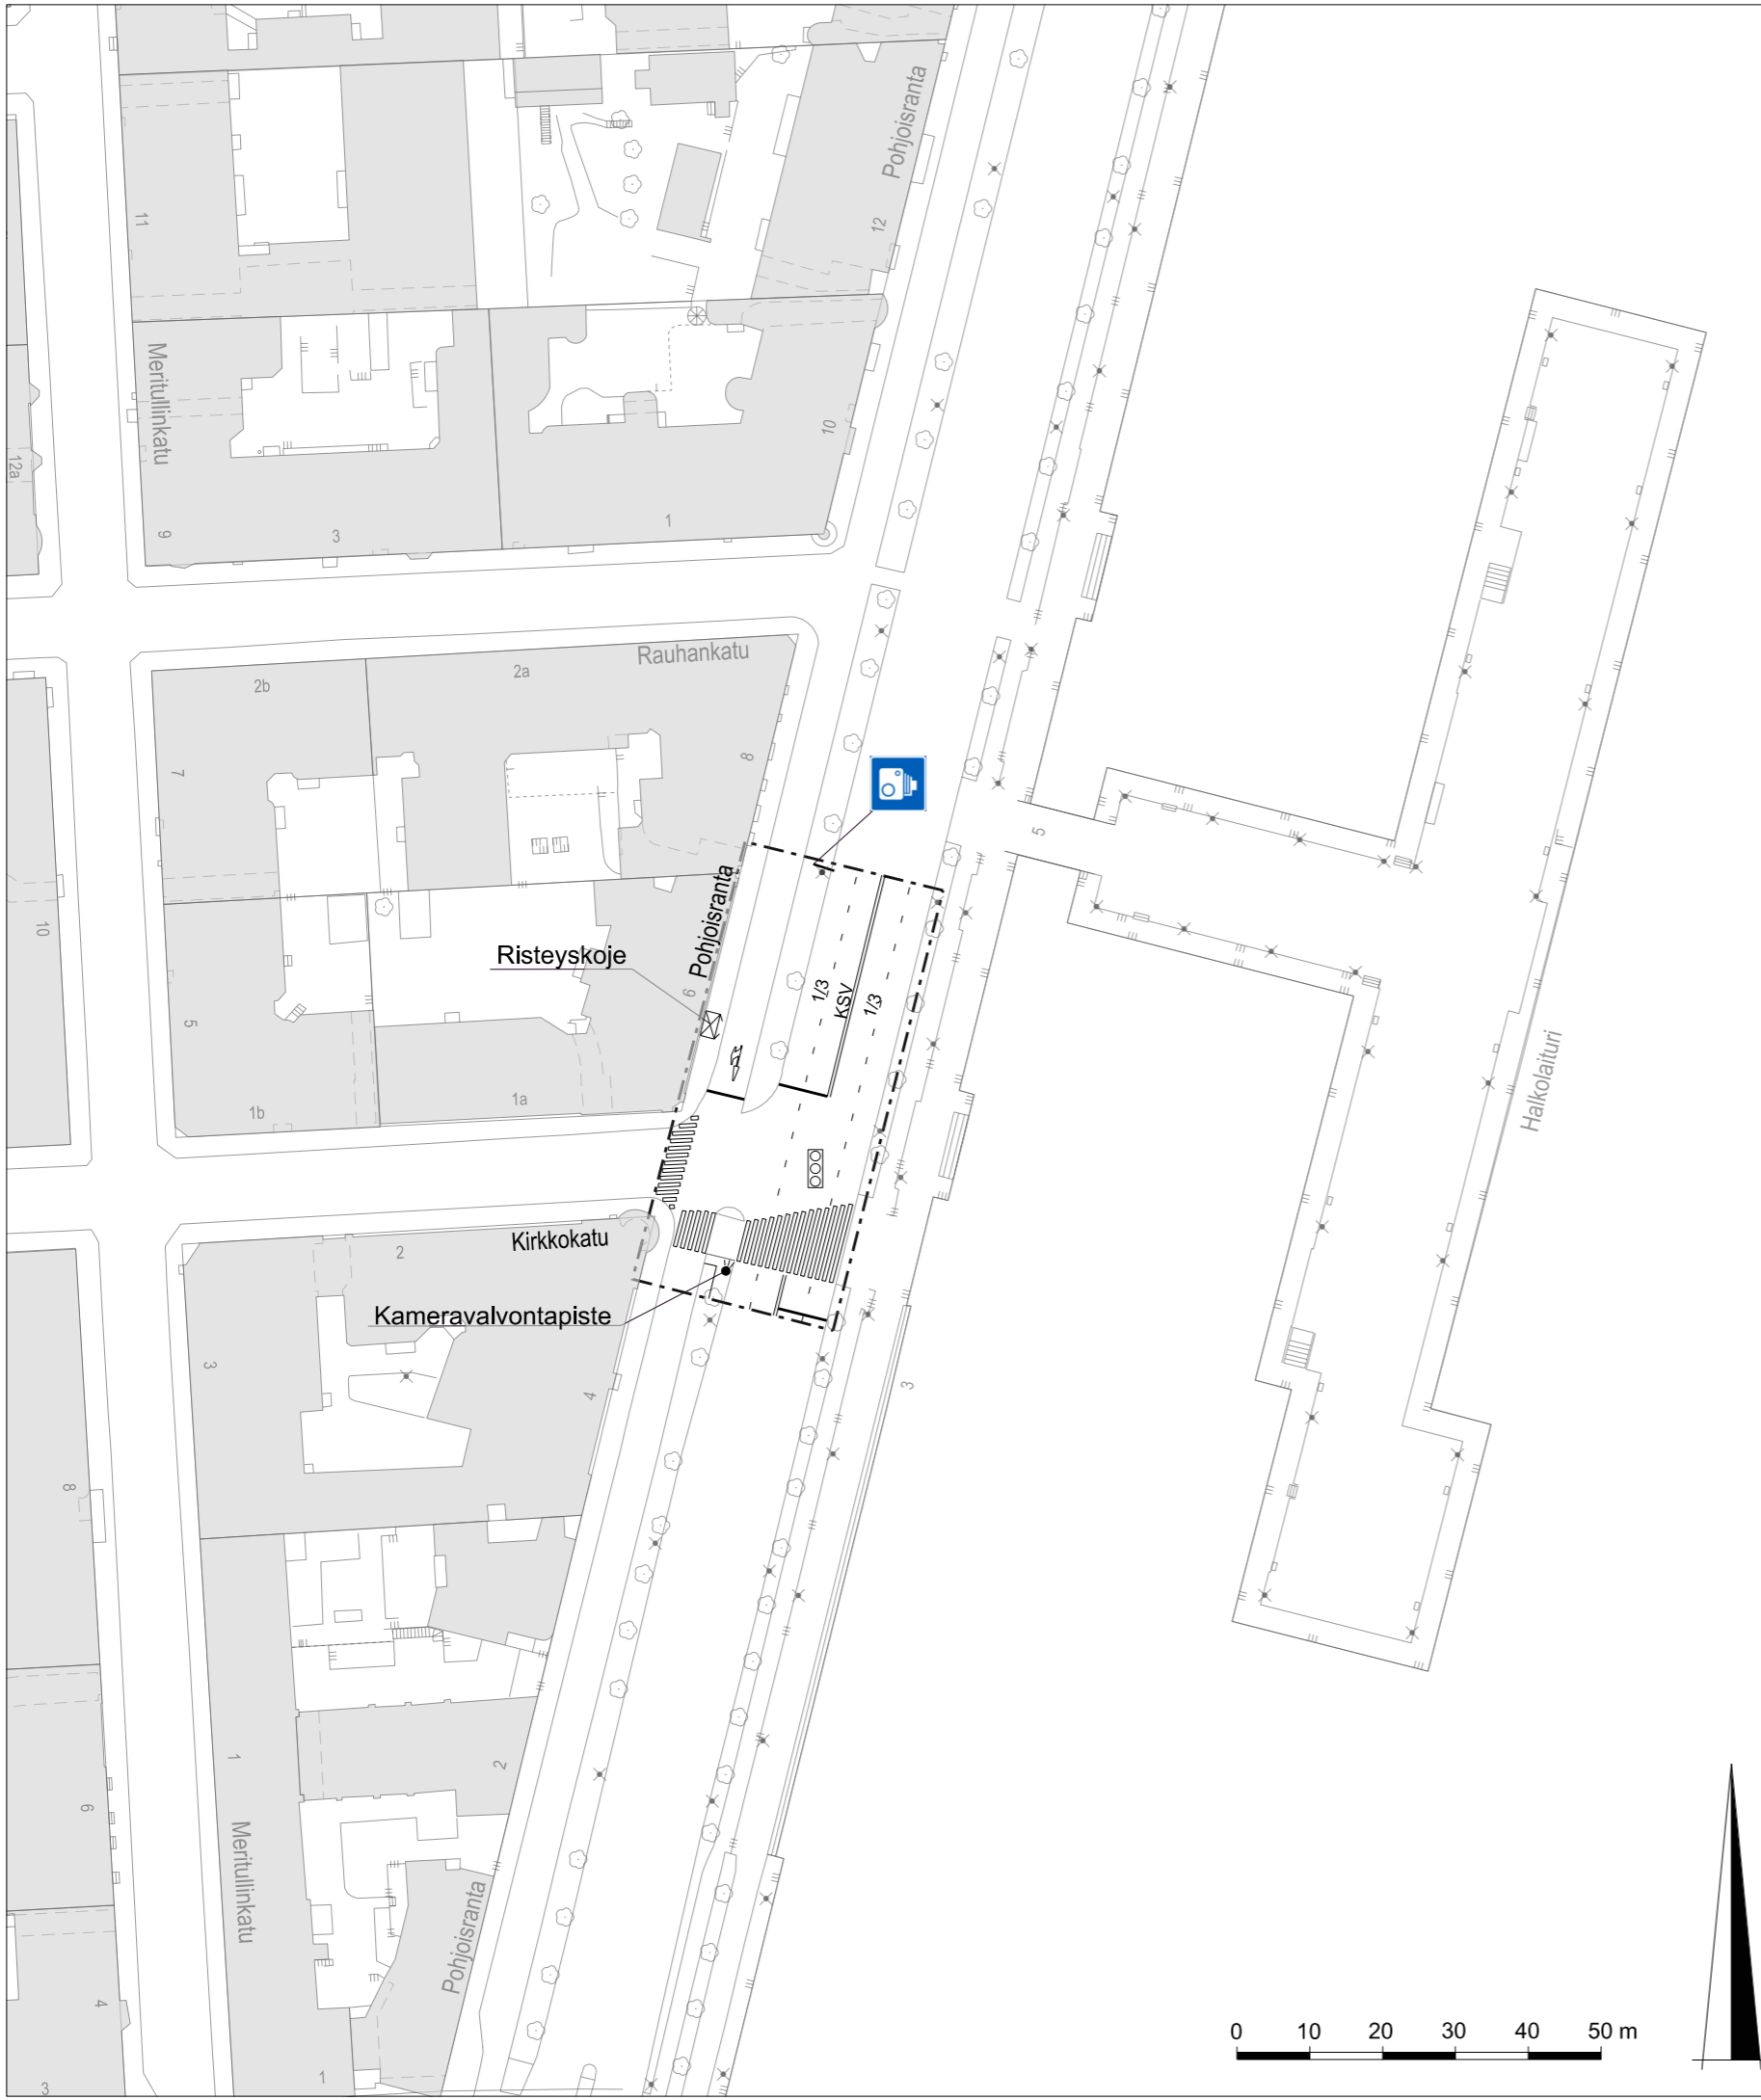 Pohjoisranta
12
11
Meritullinkatu
10
12a
9
3
1
Rauhankatu
2b
2a
7
8
5
10
Pohjoisranta
Risteyskoje
6
1/3
KSV
1/3
5
Halkolaituri
1b
1a
Kirkkokatu
2
Kameravalvontapiste
3
4
3
8
1
2
6
Meritullinkatu
Pohjoisranta
4
1
3
0 10 20 30 40 50 m